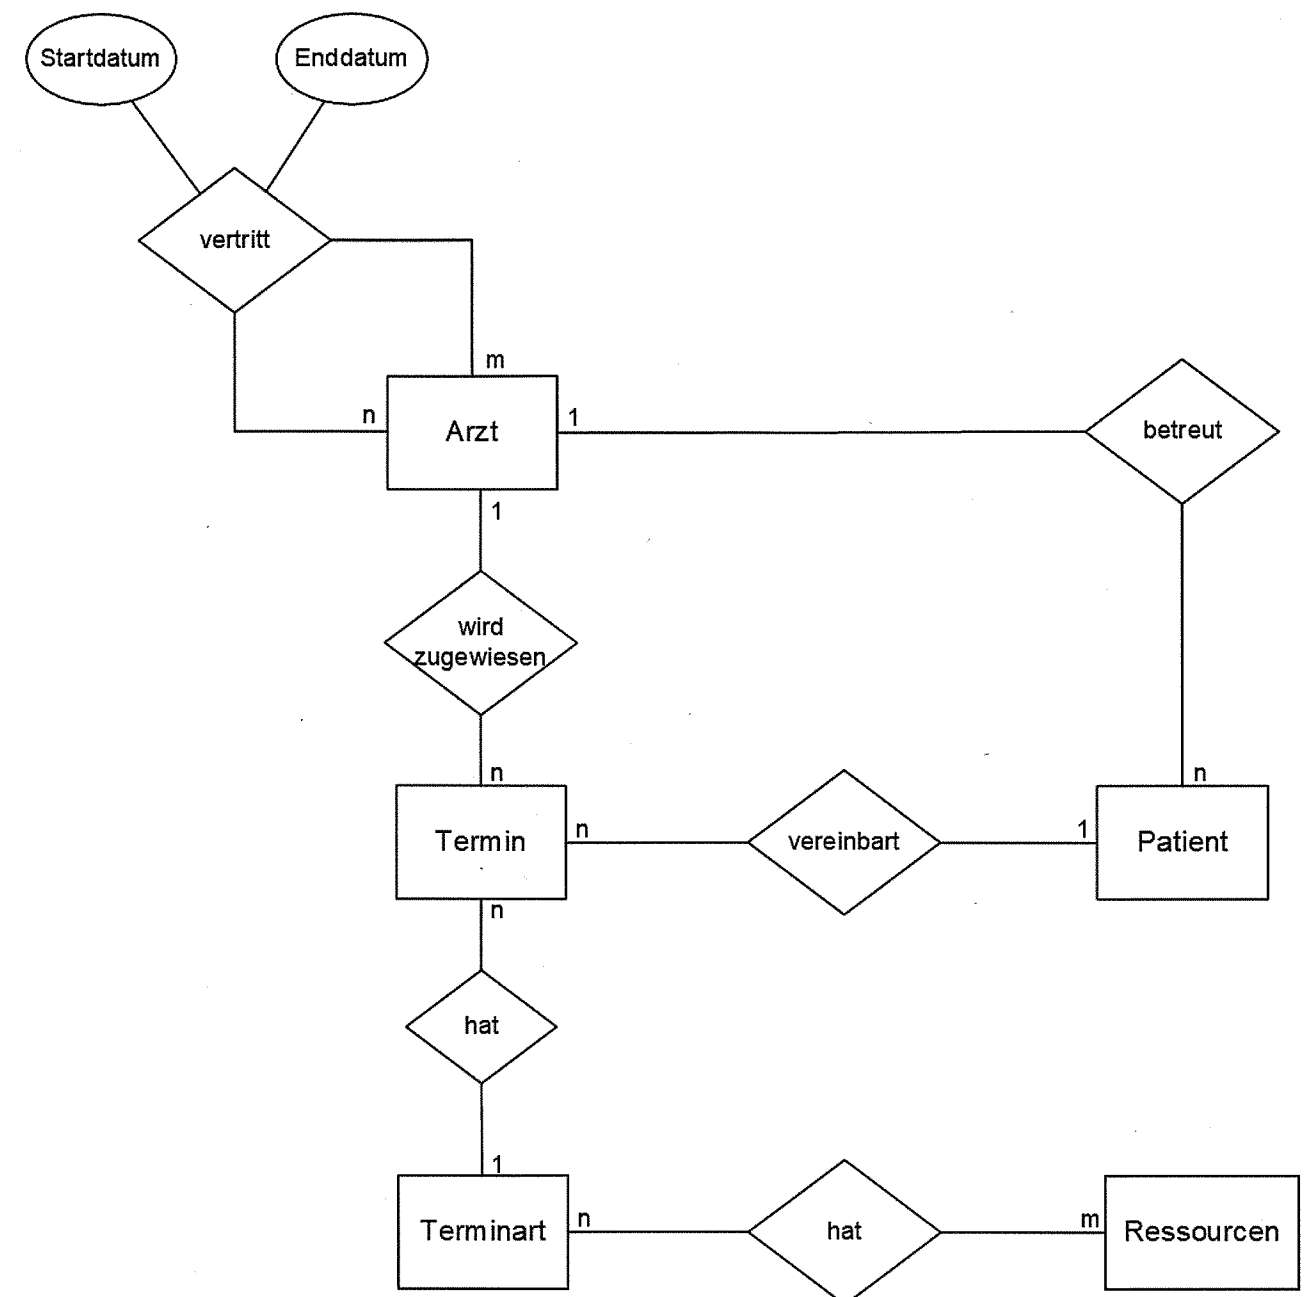 Startdatum
Enddatum
vertritt
m
n
Arzt
1
betreut
1
wird
zugewiesen
n
n
Termin
n
vereinbart
1
Patient
n
hat
1
Terminart
n
hat
m
Ressourcen